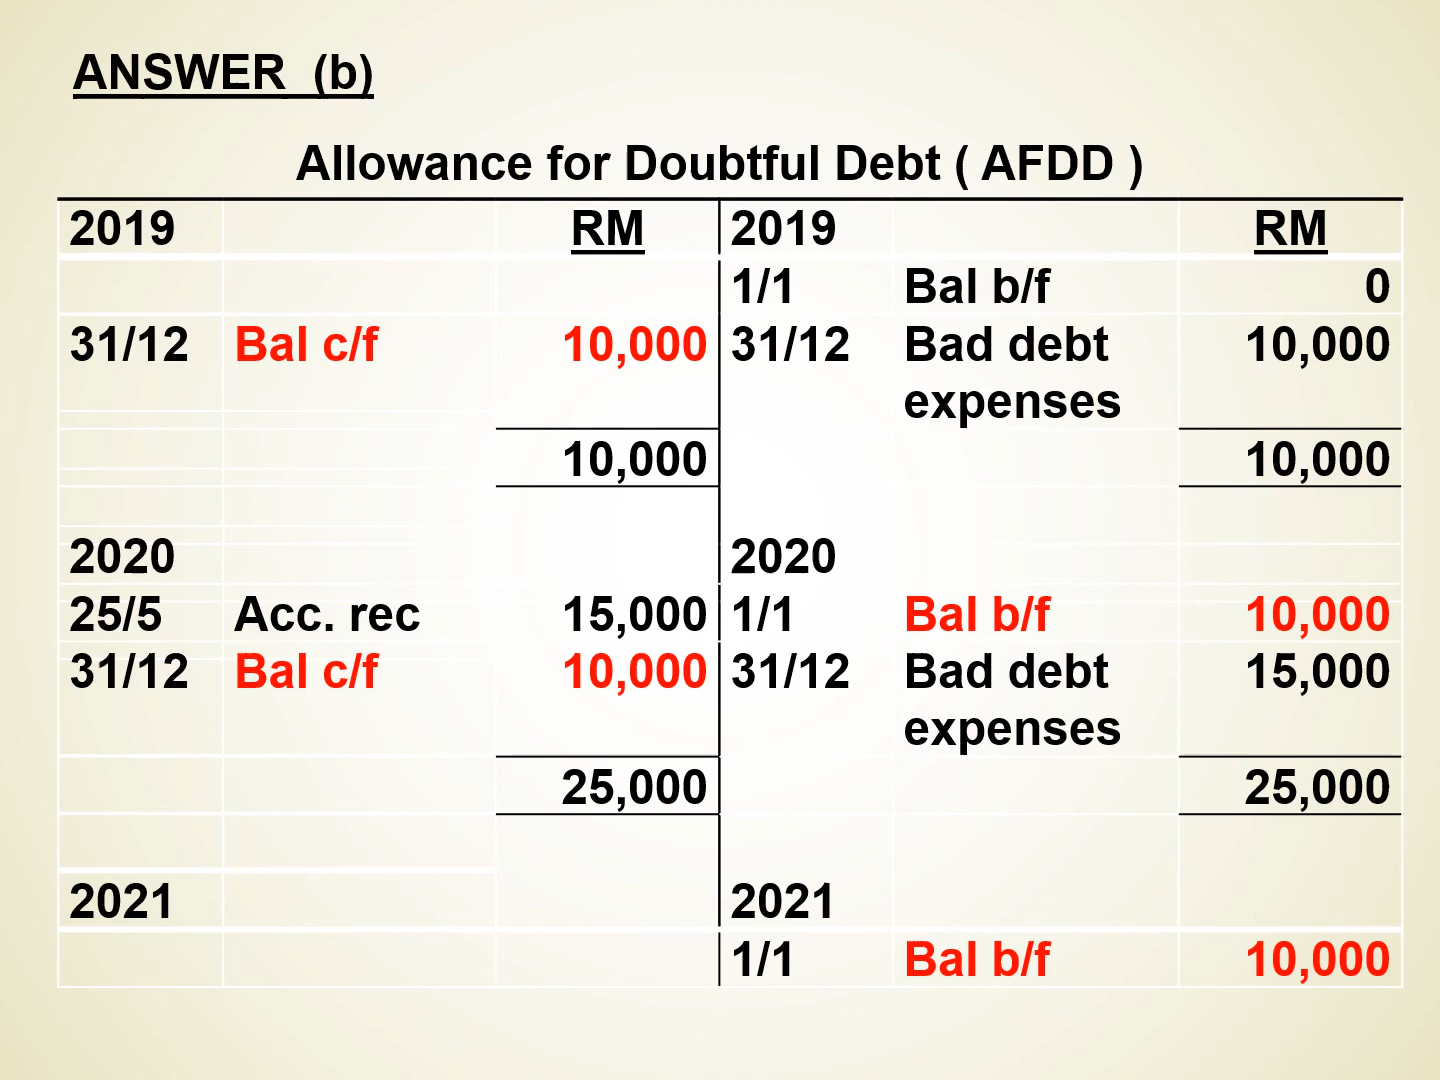 ANSWER (b)
Allowance for Doubtful Debt ( AFDD )
2019 RM 2019 RM
1/1 Bal b/f 0
31/12 Bal c/f 10,000 31/12 Bad debt 10,000
expenses
10,000 10,000
2020 2020
25/5 Acc. rec 15,000 1/1 Bal b/f 10,000
31/12 Bal c/f 10,000 31/12 Bad debt 15,000
expenses
25,000 25,000
2021 2021
1/1 Bal b/f 10,000